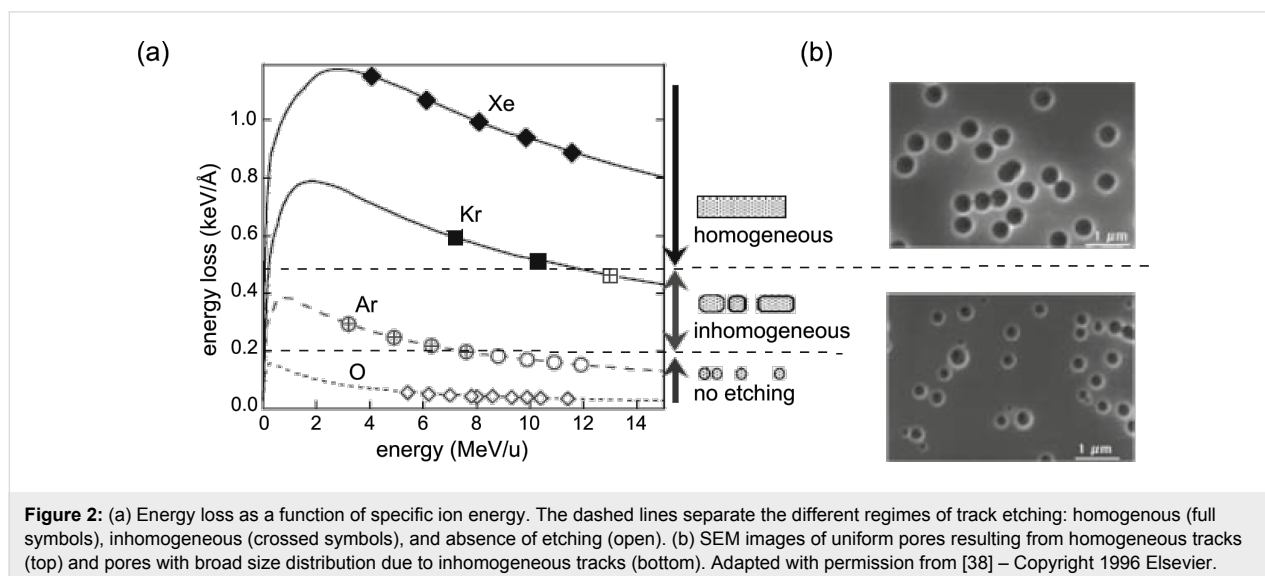 (a)
(b)
energy loss (keV/Å)
1.0
0.8
0.6
0.4
0.2
0.0
0 2 4 6 8 10 12 14
energy (MeV/u)
Xe
Kr
Ar
O
homogeneous
inhomogeneous
no etching
1 µm
1 µm
Figure 2: (a) Energy loss as a function of specific ion energy. The dashed lines separate the different regimes of track etching: homogenous (full
symbols), inhomogeneous (crossed symbols), and absence of etching (open). (b) SEM images of uniform pores resulting from homogeneous tracks
(top) and pores with broad size distribution due to inhomogeneous tracks (bottom). Adapted with permission from [38] – Copyright 1996 Elsevier.